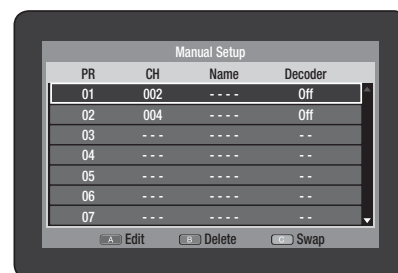 Manual Setup
PR CH Name Decoder
01 002 - - - - Off
02 004 - - - - Off
03 - - - - - - - - -
04 - - - - - - - - -
05 - - - - - - - - -
06 - - - - - - - - -
07 - - - - - - - - -
A Edit B Delete C Swap